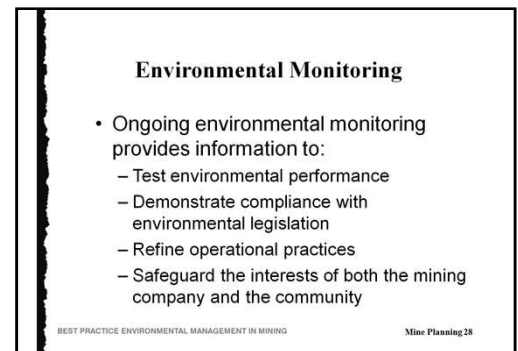 Environmental Monitoring
• Ongoing environmental monitoring
provides information to:
– Test environmental performance
– Demonstrate compliance with
environmental legislation
– Refine operational practices
– Safeguard the interests of both the mining
company and the community
BEST PRACTICE ENVIRONMENTAL MANAGEMENT IN MINING
Mine Planning 28